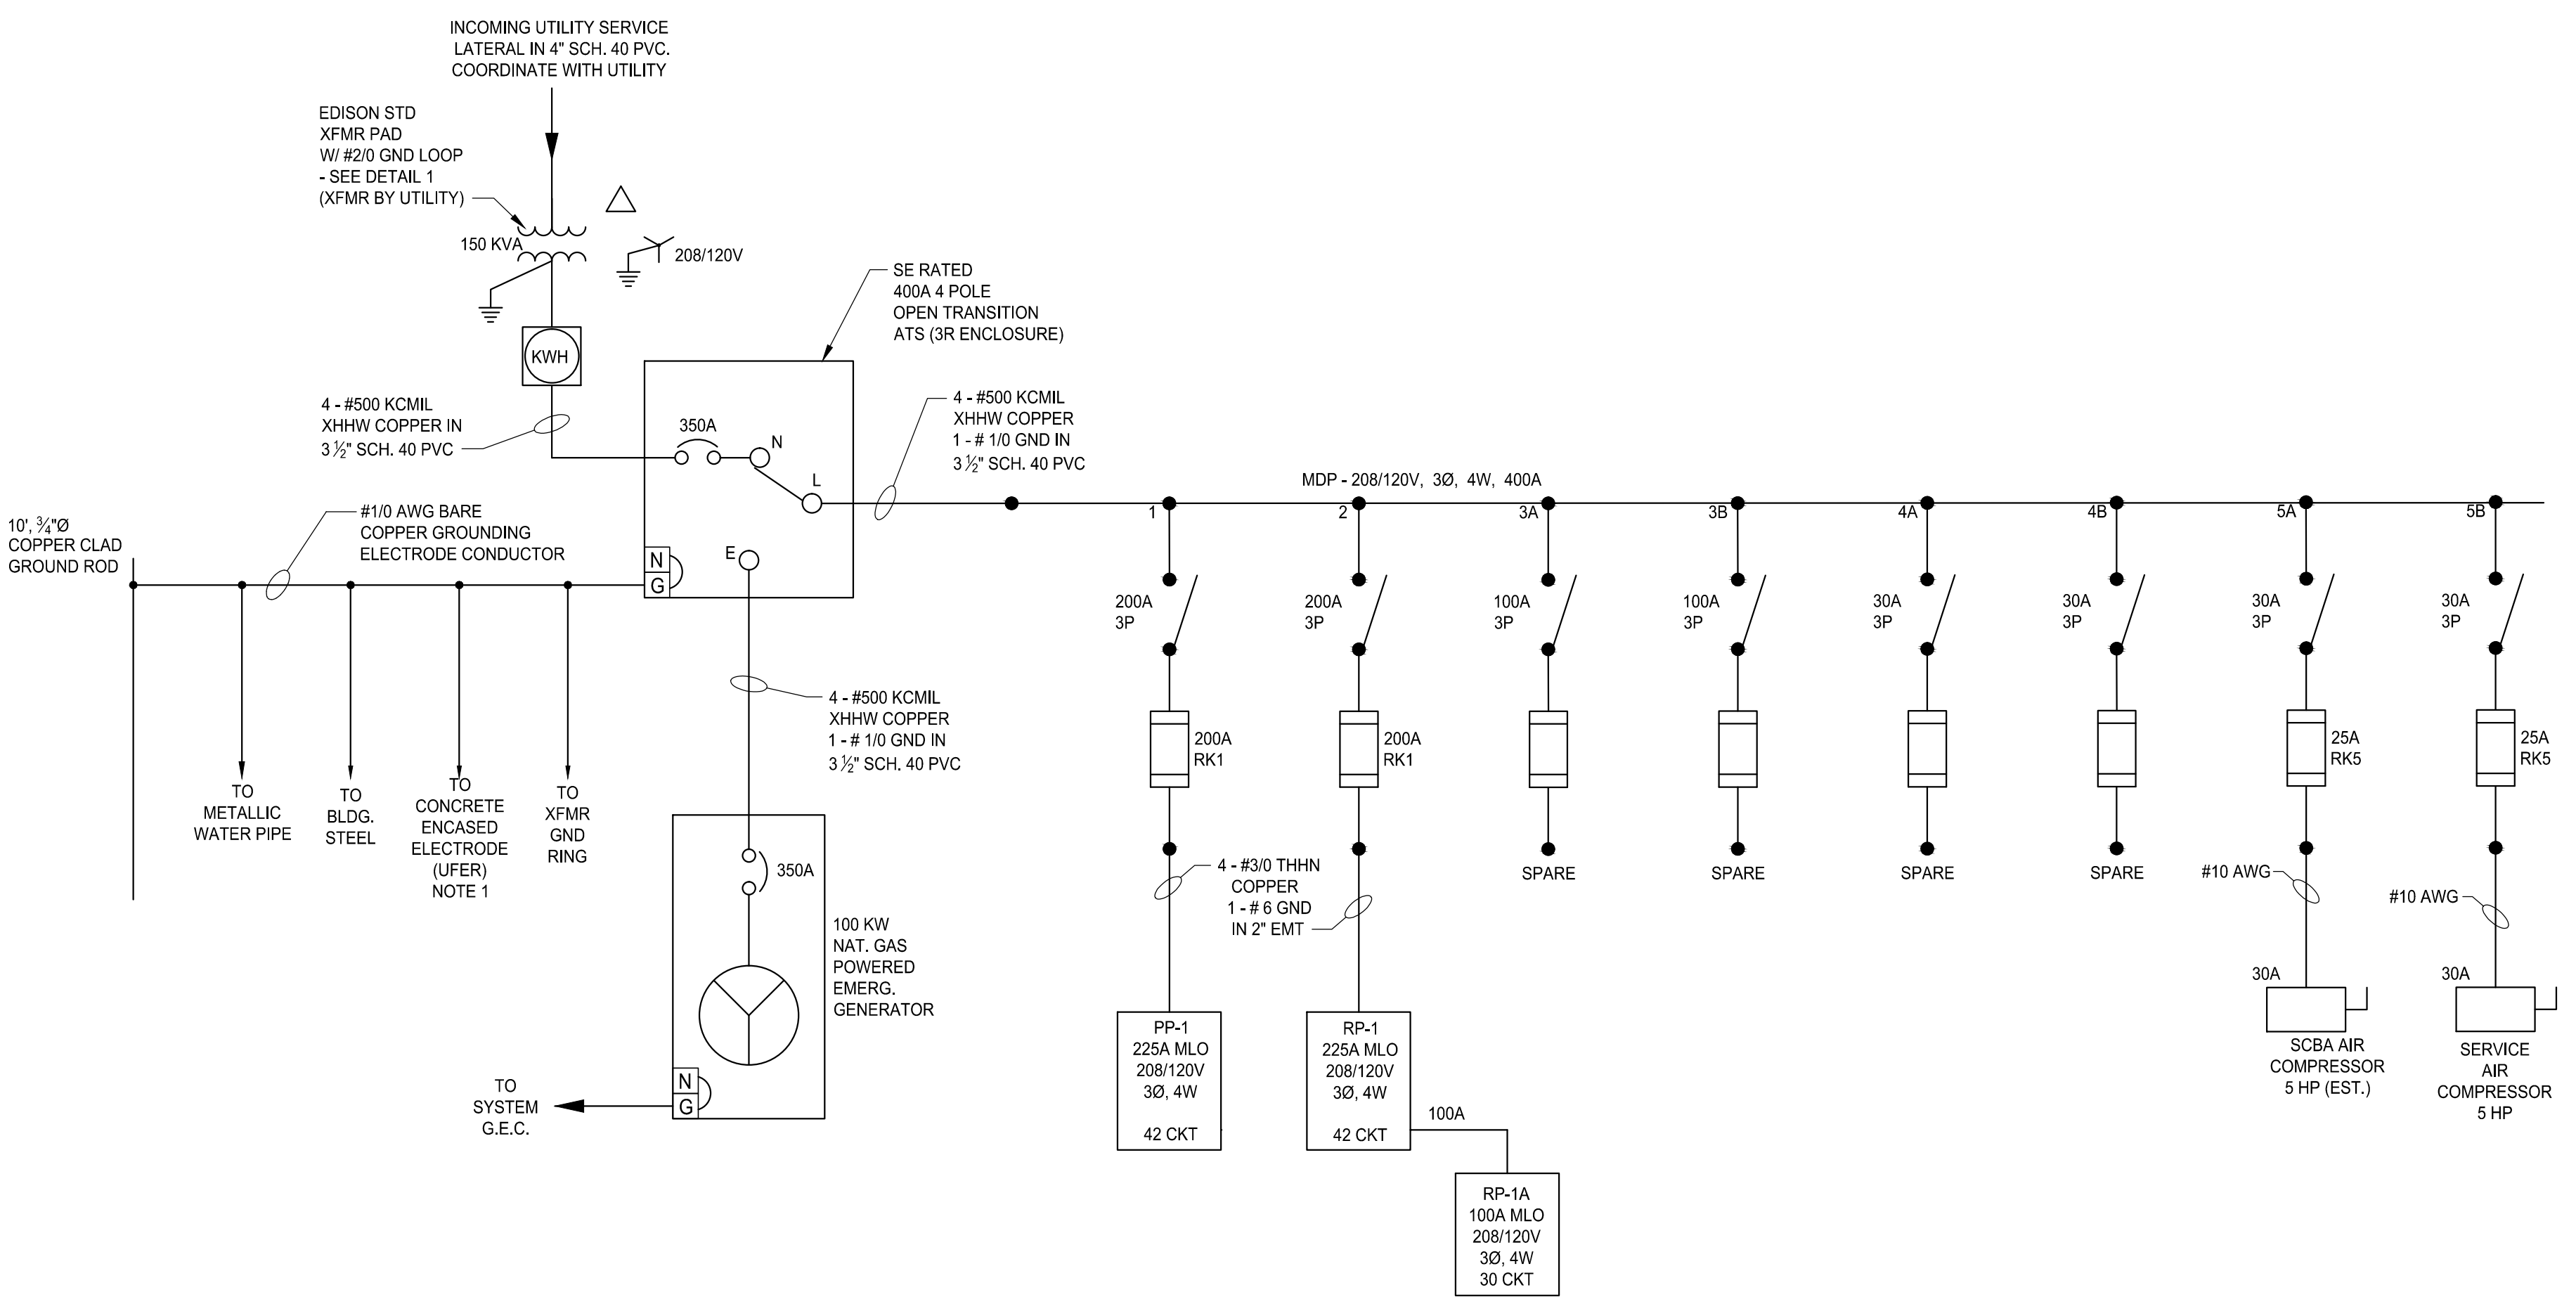 INCOMING UTILITY SERVICE
LATERAL IN 4" SCH. 40 PVC.
COORDINATE WITH UTILITY
EDISON STD
XFMR PAD
W/ #2/0 GND LOOP
- SEE DETAIL 1
(XFMR BY UTILITY)
150 KVA
208/120V
KWH
4 - #500 KCMIL
XHHW COPPER IN
3 ½" SCH. 40 PVC
SE RATED
400A 4 POLE
OPEN TRANSITION
ATS (3R ENCLOSURE)
350A
N
L
E
N
G
4 - #500 KCMIL
XHHW COPPER
1 - # 1/0 GND IN
3 ½" SCH. 40 PVC
10', ¾"Ø
COPPER CLAD
GROUND ROD
#1/0 AWG BARE
COPPER GROUNDING
ELECTRODE CONDUCTOR
TO
METALLIC
WATER PIPE
TO
BLDG.
STEEL
TO
CONCRETE
ENCASED
ELECTRODE
(UFER)
NOTE 1
TO
XFMR
GND
RING
4 - #500 KCMIL
XHHW COPPER
1 - # 1/0 GND IN
3 ½" SCH. 40 PVC
350A
100 KW
NAT. GAS
POWERED
EMERG.
GENERATOR
N
G
TO
SYSTEM
G.E.C.
MDP - 208/120V, 3Ø, 4W, 400A
1
200A
3P
200A
RK1
4 - #3/0 THHN
COPPER
1 - # 6 GND
IN 2" EMT
PP-1
225A MLO
208/120V
3Ø, 4W
42 CKT
2
200A
3P
200A
RK1
RP-1
225A MLO
208/120V
3Ø, 4W
42 CKT
100A
RP-1A
100A MLO
208/120V
3Ø, 4W
30 CKT
3A
100A
3P
SPARE
3B
100A
3P
SPARE
4A
30A
3P
SPARE
4B
30A
3P
SPARE
5A
30A
3P
25A
RK5
#10 AWG
30A
SCBA AIR
COMPRESSOR
5 HP (EST.)
5B
30A
3P
25A
RK5
#10 AWG
30A
SERVICE
AIR
COMPRESSOR
5 HP